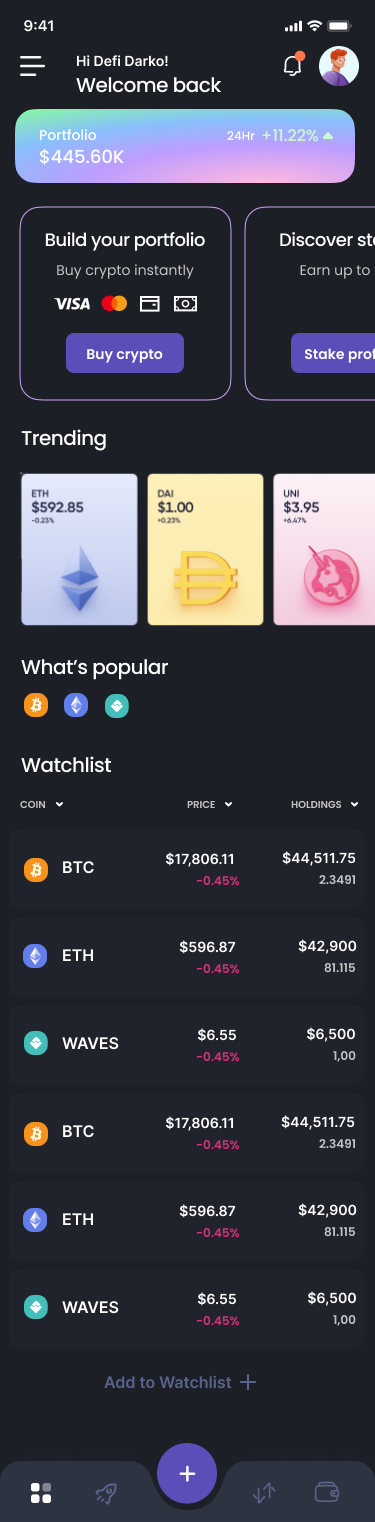 9:41
Hi Defi Darko!
Welcome back
Portfolio 24Hr +11.22%
$445.60K
Build your portfolio
Buy crypto instantly
VISA
Buy crypto
Discover
Earn up to
Stake
Trending
ETH
$592.85
-0.23%
DAI
$1.00
+0.23%
UNI
$3.95
+6.47%
What's popular
Watchlist
COIN PRICE HOLDINGS
BTC $17,806.11 $44,511.75
-0.45% 2.3491
ETH $596.87 $42,900
-0.45% 81.115
WAVES $6.55 $6,500
-0.45% 1,00
BTC $17,806.11 $44,511.75
-0.45% 2.3491
ETH $596.87 $42,900
-0.45% 81.115
WAVES $6.55 $6,500
-0.45% 1,00
Add to Watchlist +